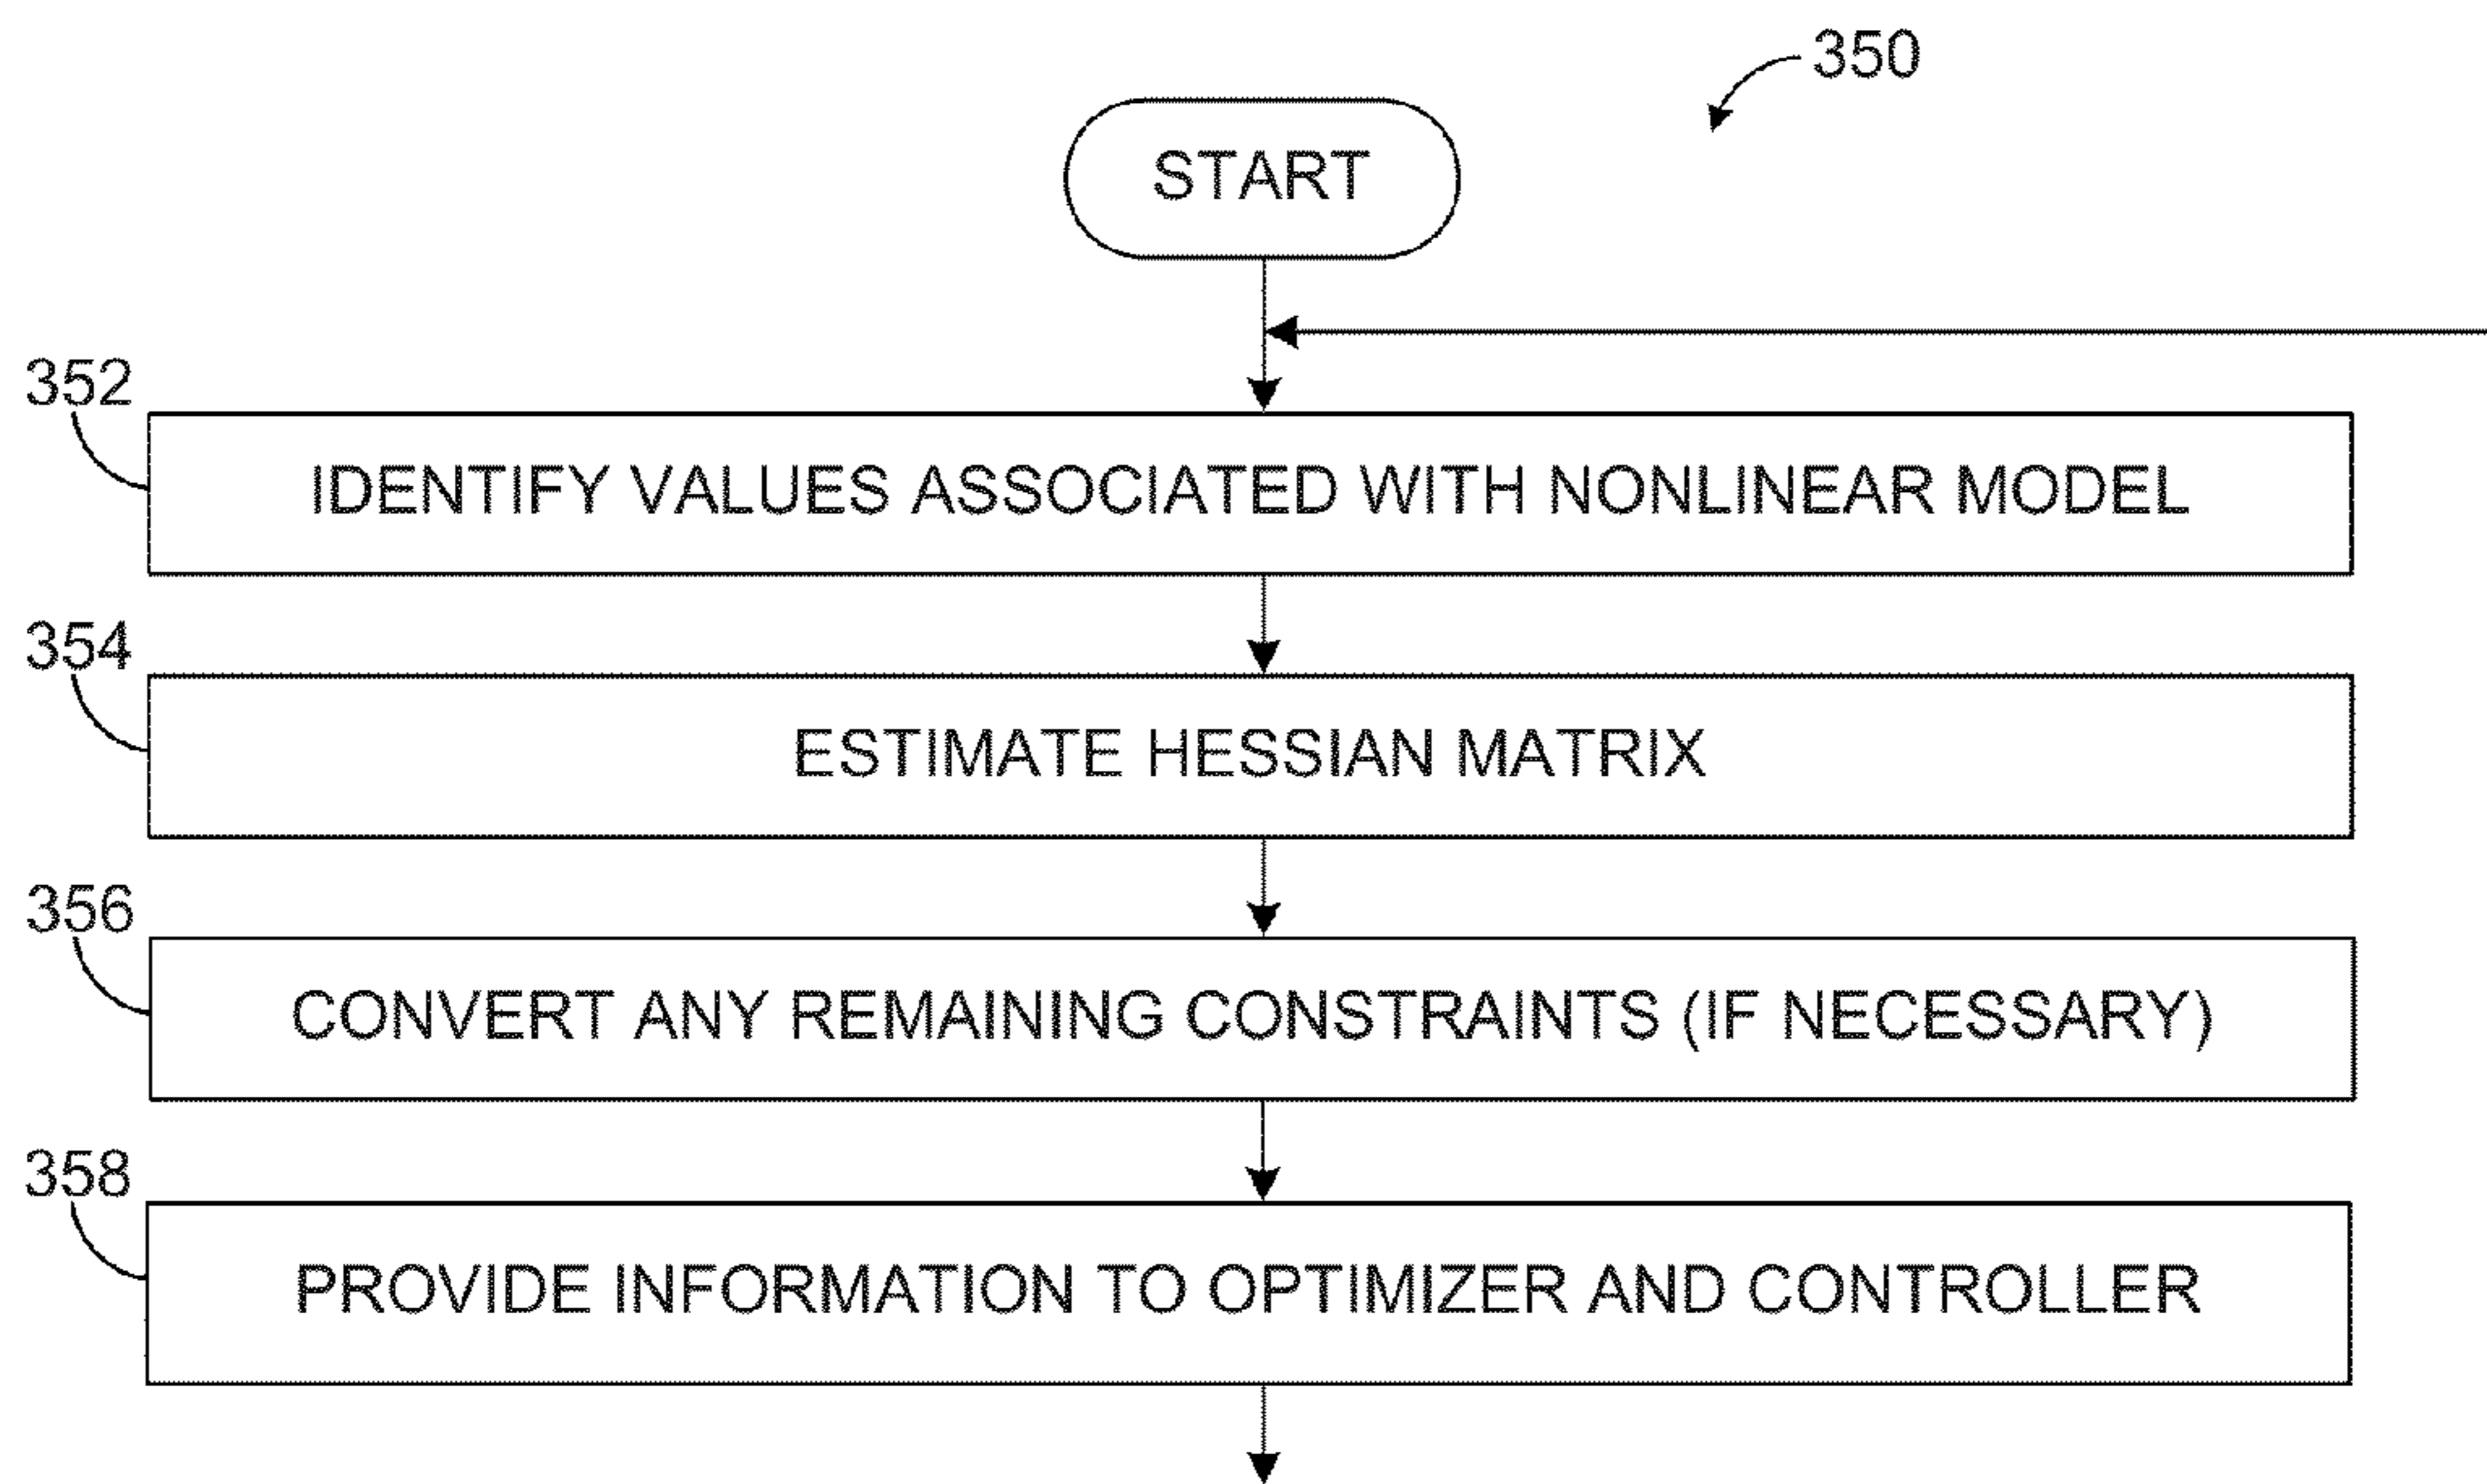 350
START
352
IDENTIFY VALUES ASSOCIATED WITH NONLINEAR MODEL
354
ESTIMATE HESSIAN MATRIX
356
CONVERT ANY REMAINING CONSTRAINTS (IF NECESSARY)
358
PROVIDE INFORMATION TO OPTIMIZER AND CONTROLLER